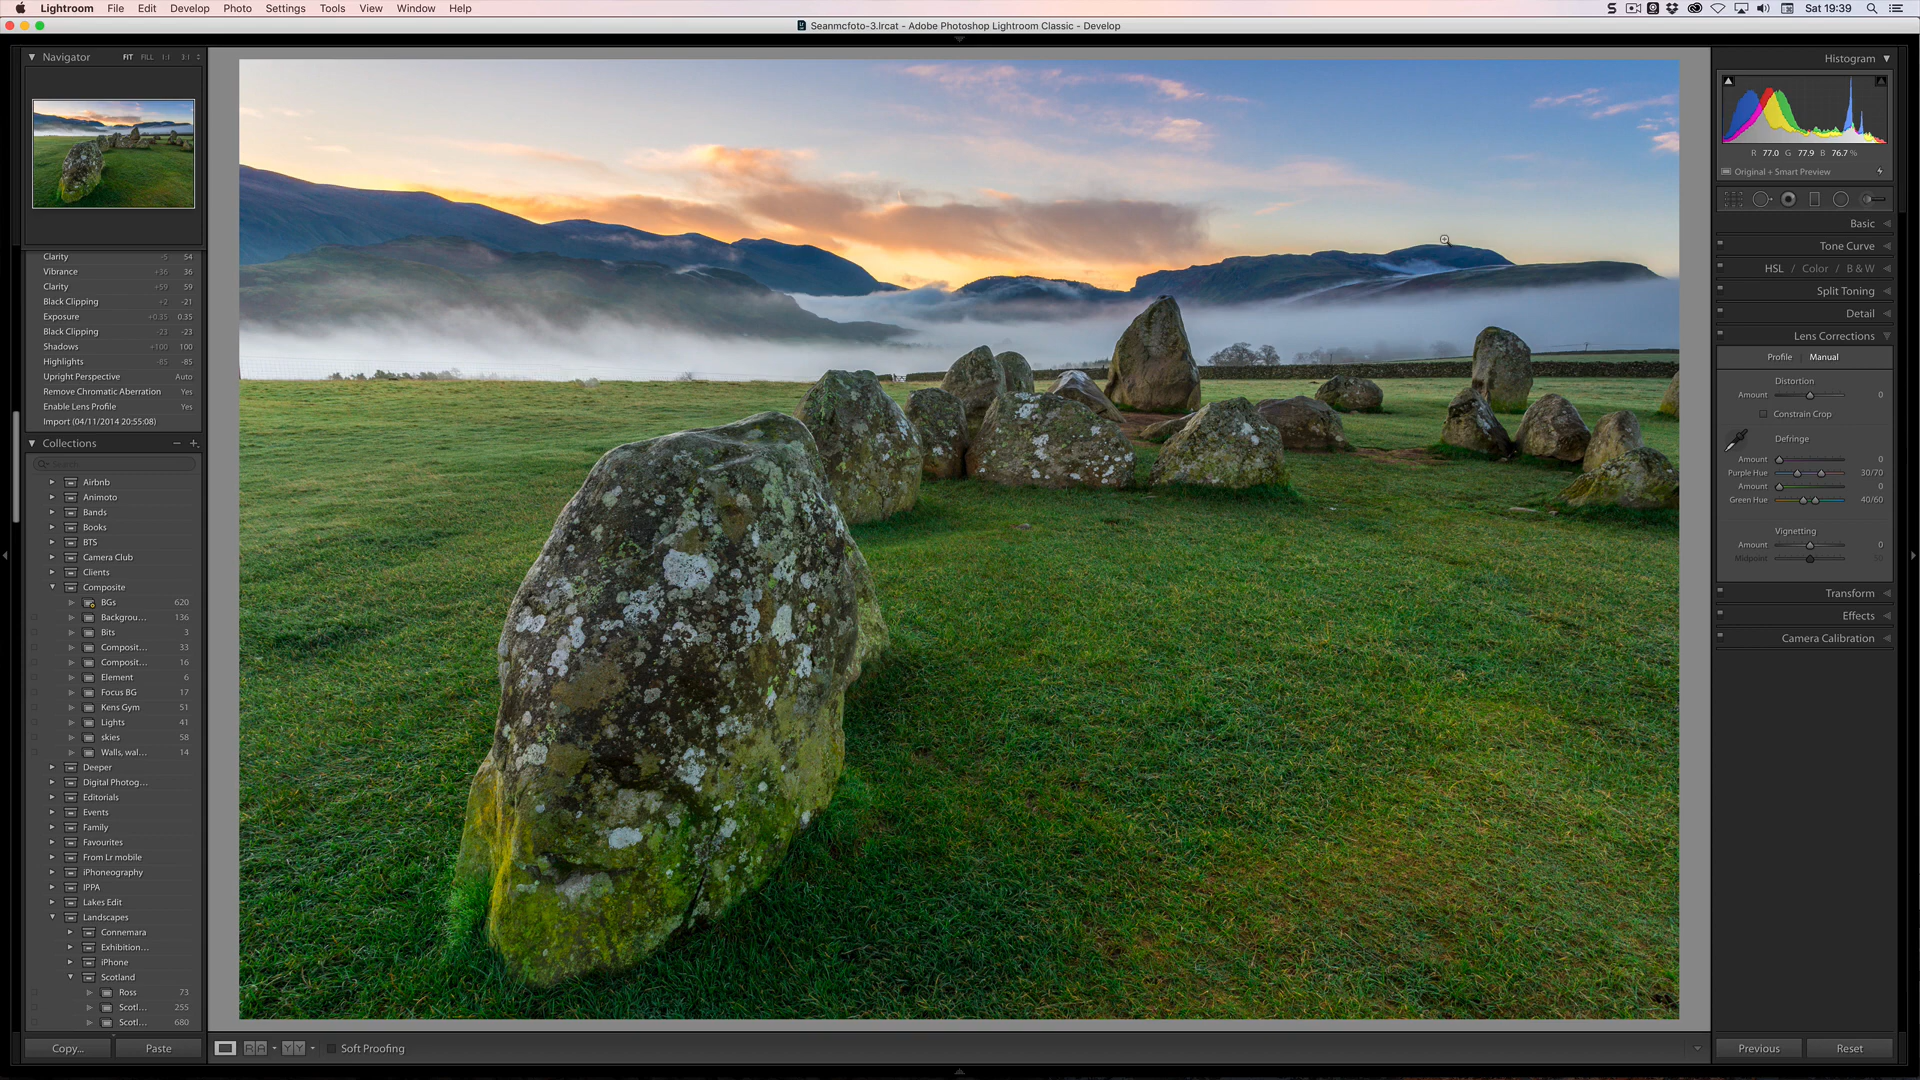 Lightroom File Edit Develop Photo Settings Tools View Window Help
Sat 19:39
Seanmcfoto-3.lrcat - Adobe Photoshop Lightroom Classic - Develop
Navigator FIT FILL 1:1 3:1
Clarity -5 54
Vibrance +36 36
Clarity +59 59
Black Clipping +2 -21
Exposure +0.35 0.35
Black Clipping -23 -23
Shadows +100 100
Highlights -85 -85
Upright Perspective Auto
Remove Chromatic Aberration Yes
Enable Lens Profile Yes
Import (04/11/2014 20:55:08)
Collections
Search
Airbnb
Animoto
Bands
Books
BTS
Camera Club
Clients
Composite
BGs 620
Backgrou... 136
Bits 3
Composit... 33
Composit... 16
Element 6
Focus BG 17
Kens Gym 51
Lights 41
skies 58
Walls, wal... 14
Deeper
Digital Photog...
Editorials
Events
Family
Favourites
From Lr mobile
iPhoneography
IPPA
Lakes Edit
Landscapes
Connemara
Exhibition...
iPhone
Scotland
Ross 73
Scotl... 255
Scotl... 680
Copy... Paste
R A Y Y Soft Proofing
Histogram
R 77.0 G 77.9 B 76.7 %
Original + Smart Preview
Basic
Tone Curve
HSL / Color / B & W
Split Toning
Detail
Lens Corrections
Profile Manual
Distortion
Amount 0
Constrain Crop
Defringe
Amount 0
Purple Hue 30/70
Amount 0
Green Hue 40/60
Vignetting
Amount 0
Midpoint 50
Transform
Effects
Camera Calibration
Previous Reset